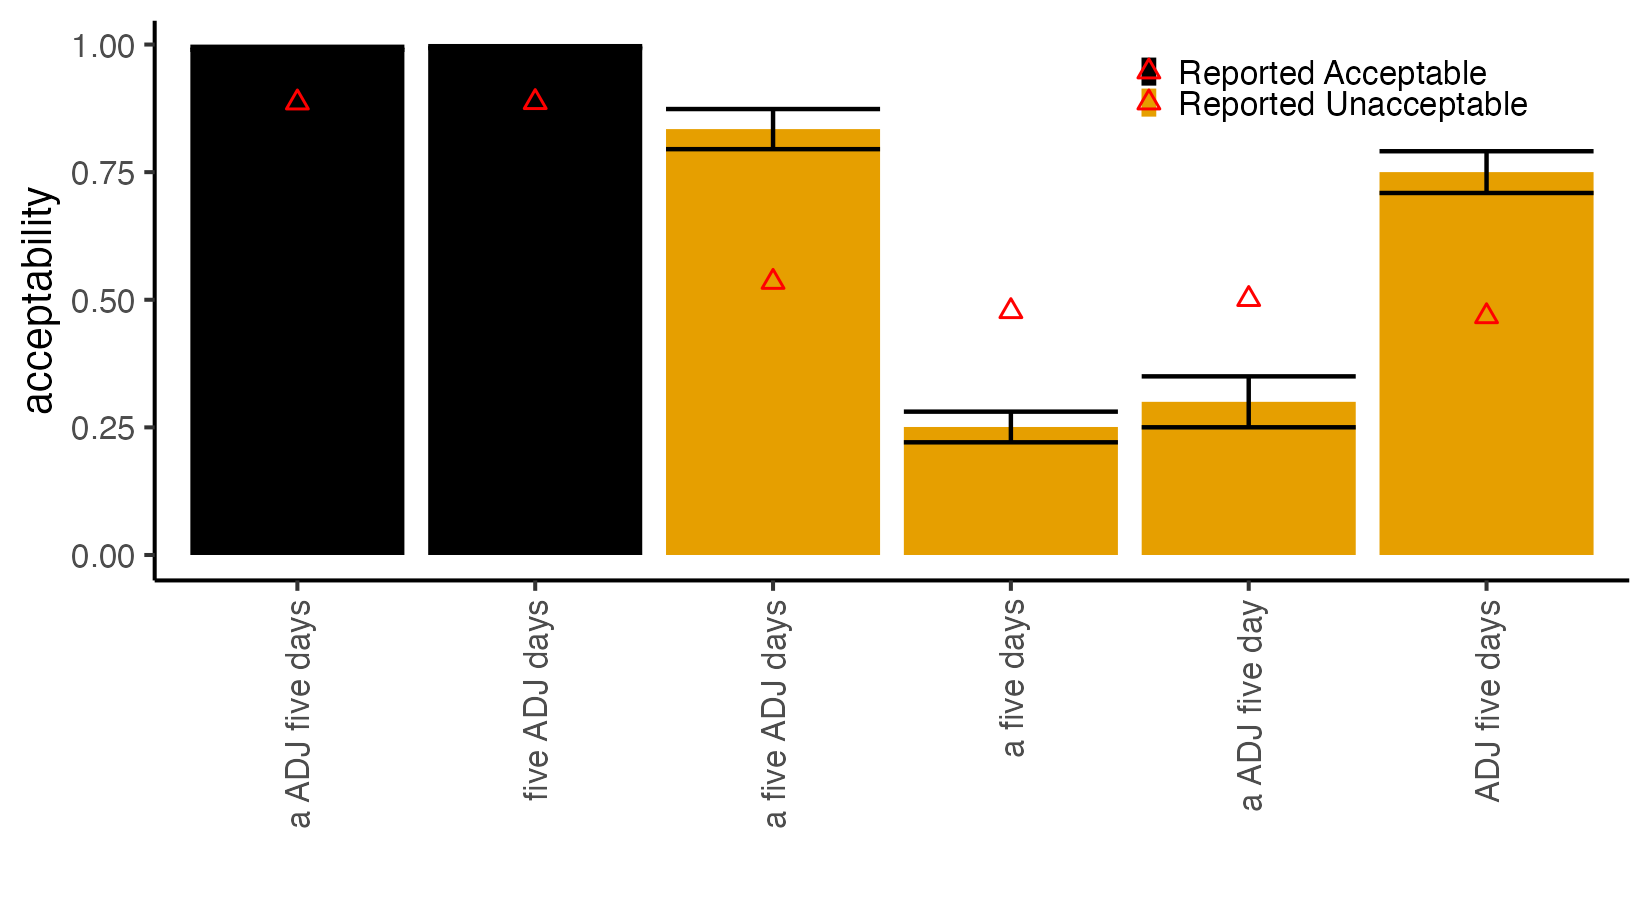 acceptability
1.00
0.75
0.50
0.25
0.00
Reported Acceptable
Reported Unacceptable
a ADJ five days
five ADJ days
a five ADJ days
a five days
a ADJ five day
ADJ five days